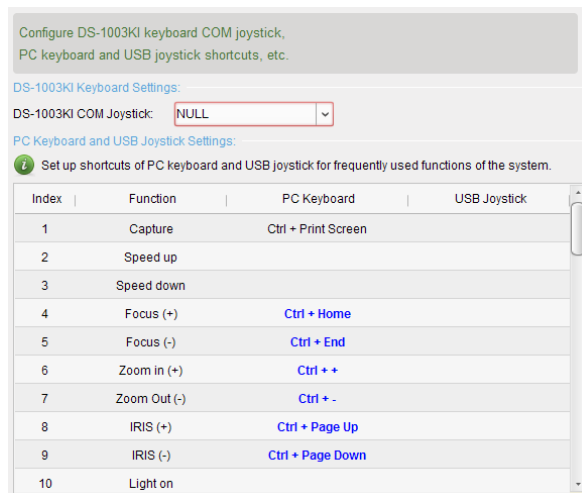 Configure DS-1003KI keyboard COM joystick,
PC keyboard and USB joystick shortcuts, etc.
DS-1003KI Keyboard Settings:
DS-1003KI COM Joystick: NULL
PC Keyboard and USB Joystick Settings:
Set up shortcuts of PC keyboard and USB joystick for frequently used functions of the system.
Index Function PC Keyboard USB Joystick
1 Capture Ctrl + Print Screen
2 Speed up
3 Speed down
4 Focus (+) Ctrl + Home
5 Focus (-) Ctrl + End
6 Zoom in (+) Ctrl + +
7 Zoom Out (-) Ctrl + -
8 IRIS (+) Ctrl + Page Up
9 IRIS (-) Ctrl + Page Down
10 Light on